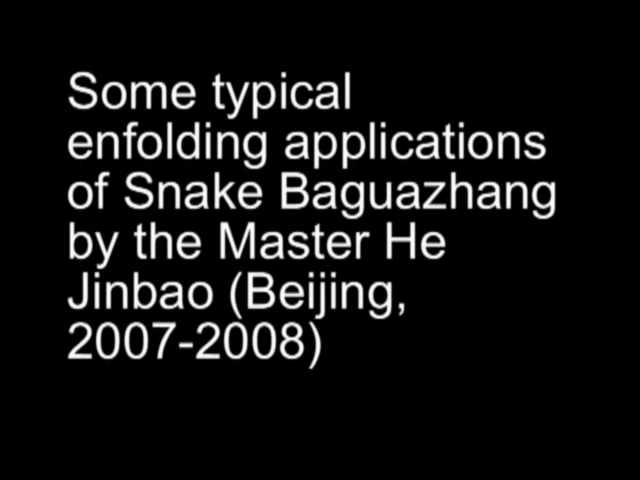 Some typical
enfolding applications
of Snake Baguazhang
by the Master He
Jinbao (Beijing,
2007-2008)